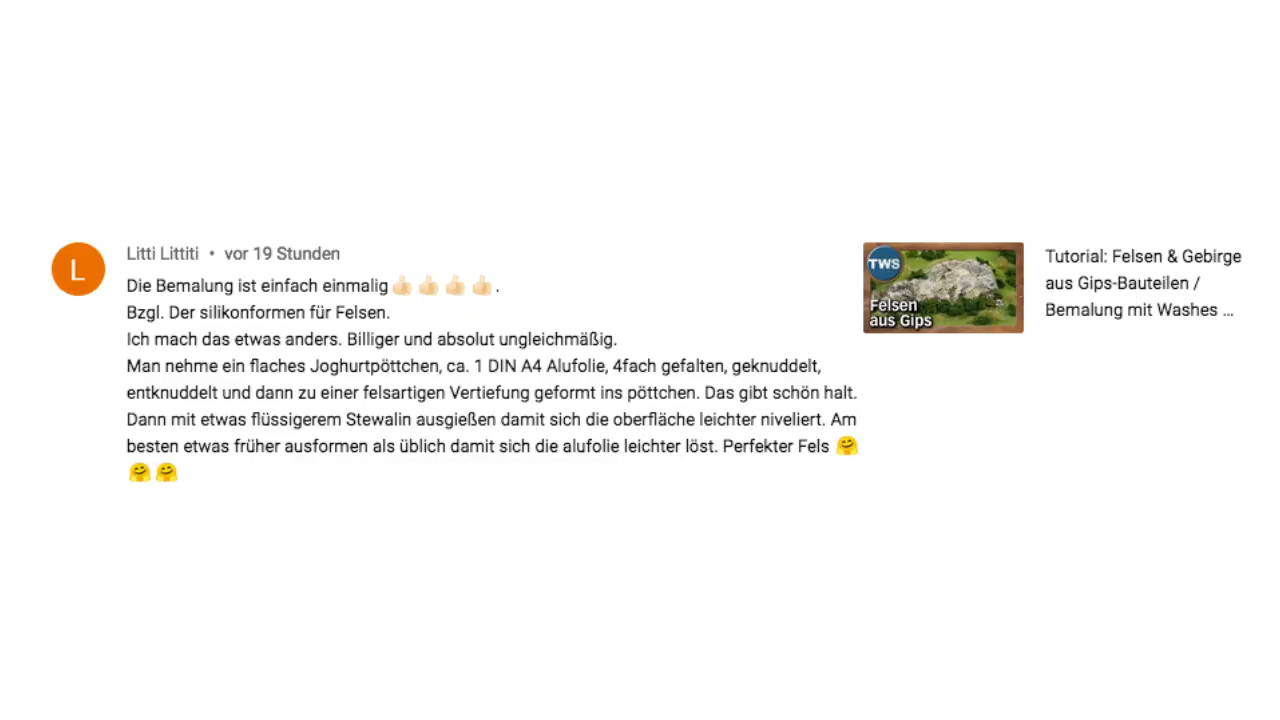 L
Litti Littiti • vor 19 Stunden
Die Bemalung ist einfach einmalig👍🏻👍🏻👍🏻👍🏻.
Bzgl. Der silikonformen für Felsen.
Ich mach das etwas anders. Billiger und absolut ungleichmäßig.
Man nehme ein flaches Joghurtpöttchen, ca. 1 DIN A4 Alufolie, 4fach gefalten, geknuddelt,
entknuddelt und dann zu einer felsartigen Vertiefung geformt ins pöttchen. Das gibt schön halt.
Dann mit etwas flüssigerem Stewalin ausgießen damit sich die oberfläche leichter niveliert. Am
besten etwas früher ausformen als üblich damit sich die alufolie leichter löst. Perfekter Fels 🤗
🤗🤗
TWS
Felsen
aus Gips
Tutorial: Felsen & Gebirge
aus Gips-Bauteilen /
Bemalung mit Washes ...